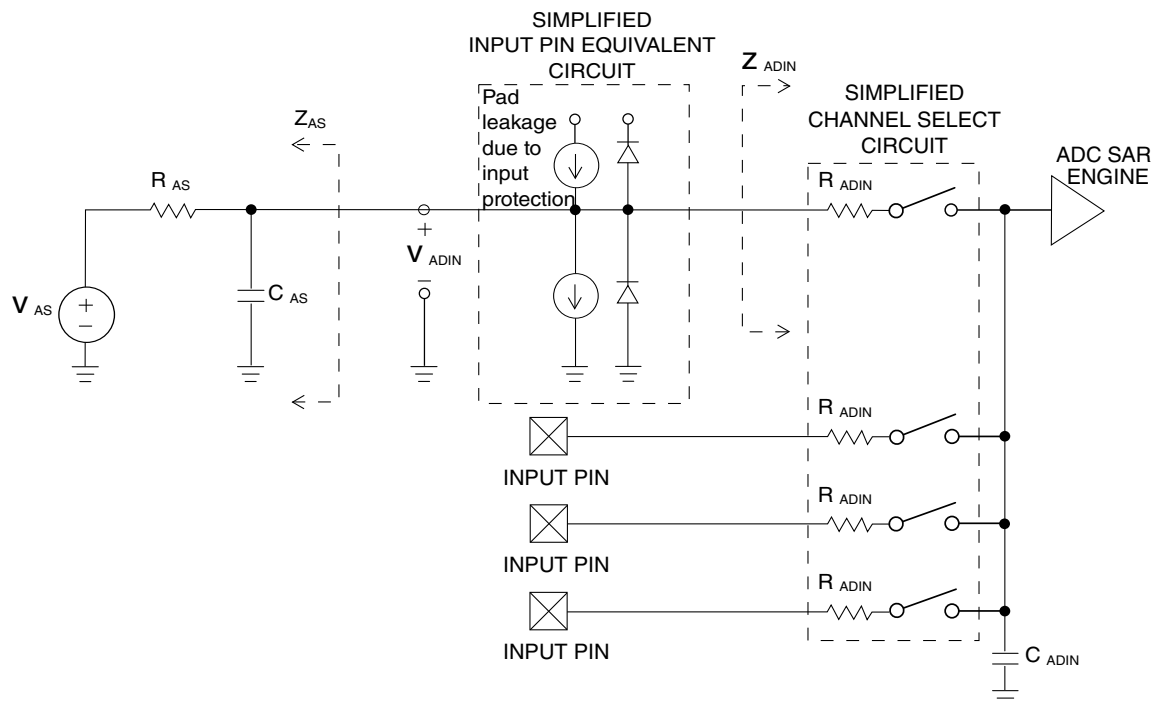 SIMPLIFIED
INPUT PIN EQUIVALENT
CIRCUIT
Pad
leakage
due to
input
protection
Z ADIN
SIMPLIFIED
CHANNEL SELECT
CIRCUIT
ADC SAR
ENGINE
Z AS
R AS
R ADIN
+
V ADIN
−
V AS
+
−
C AS
R ADIN
INPUT PIN
R ADIN
INPUT PIN
R ADIN
INPUT PIN
C ADIN